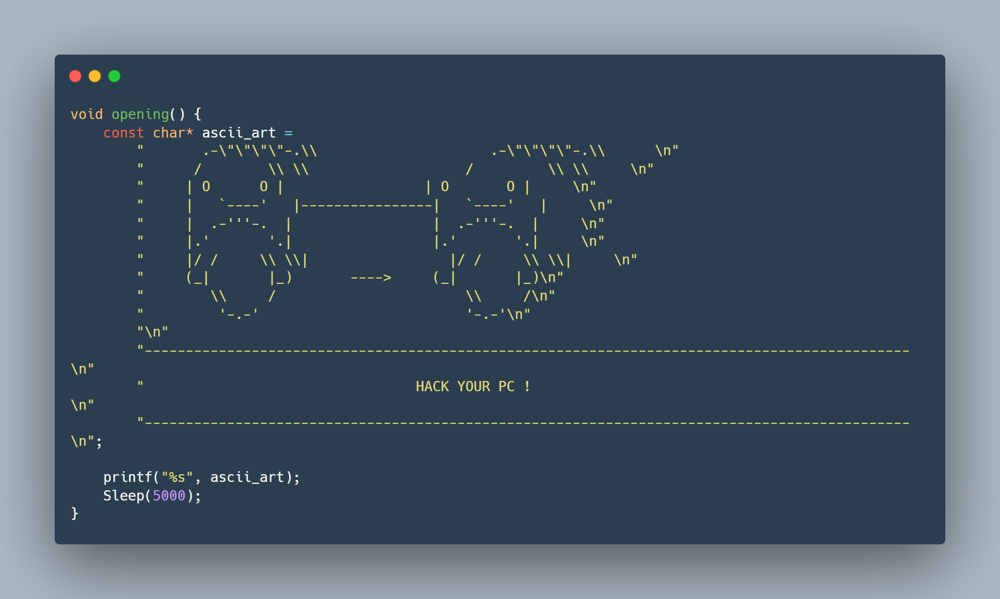 void opening() {
    const char* ascii_art =
        "       .-\"\"\"\"-.\\                     .-\"\"\"\"-.\\      \n"
        "      /        \\ \\                   /         \\ \\     \n"
        "     | O      O |                 | O       O |     \n"
        "     |   `----'   |----------------|   `----'   |     \n"
        "     |  .-'''-.  |                 |  .-'''-.  |     \n"
        "     |.'       '.|                 |.'       '.|     \n"
        "     |/ /     \\ \\|                 |/ /     \\ \\|     \n"
        "     (_|       |_)       ---->     (_|       |_)\n"
        "        \\     /                       \\     /\n"
        "         '-.-'                         '-.-'\n"
        "\n"
        "---------------------------------------------------------------------------------------------
\n"
        "                                 HACK YOUR PC !
\n"
        "---------------------------------------------------------------------------------------------
\n";

    printf("%s", ascii_art);
    Sleep(5000);
}